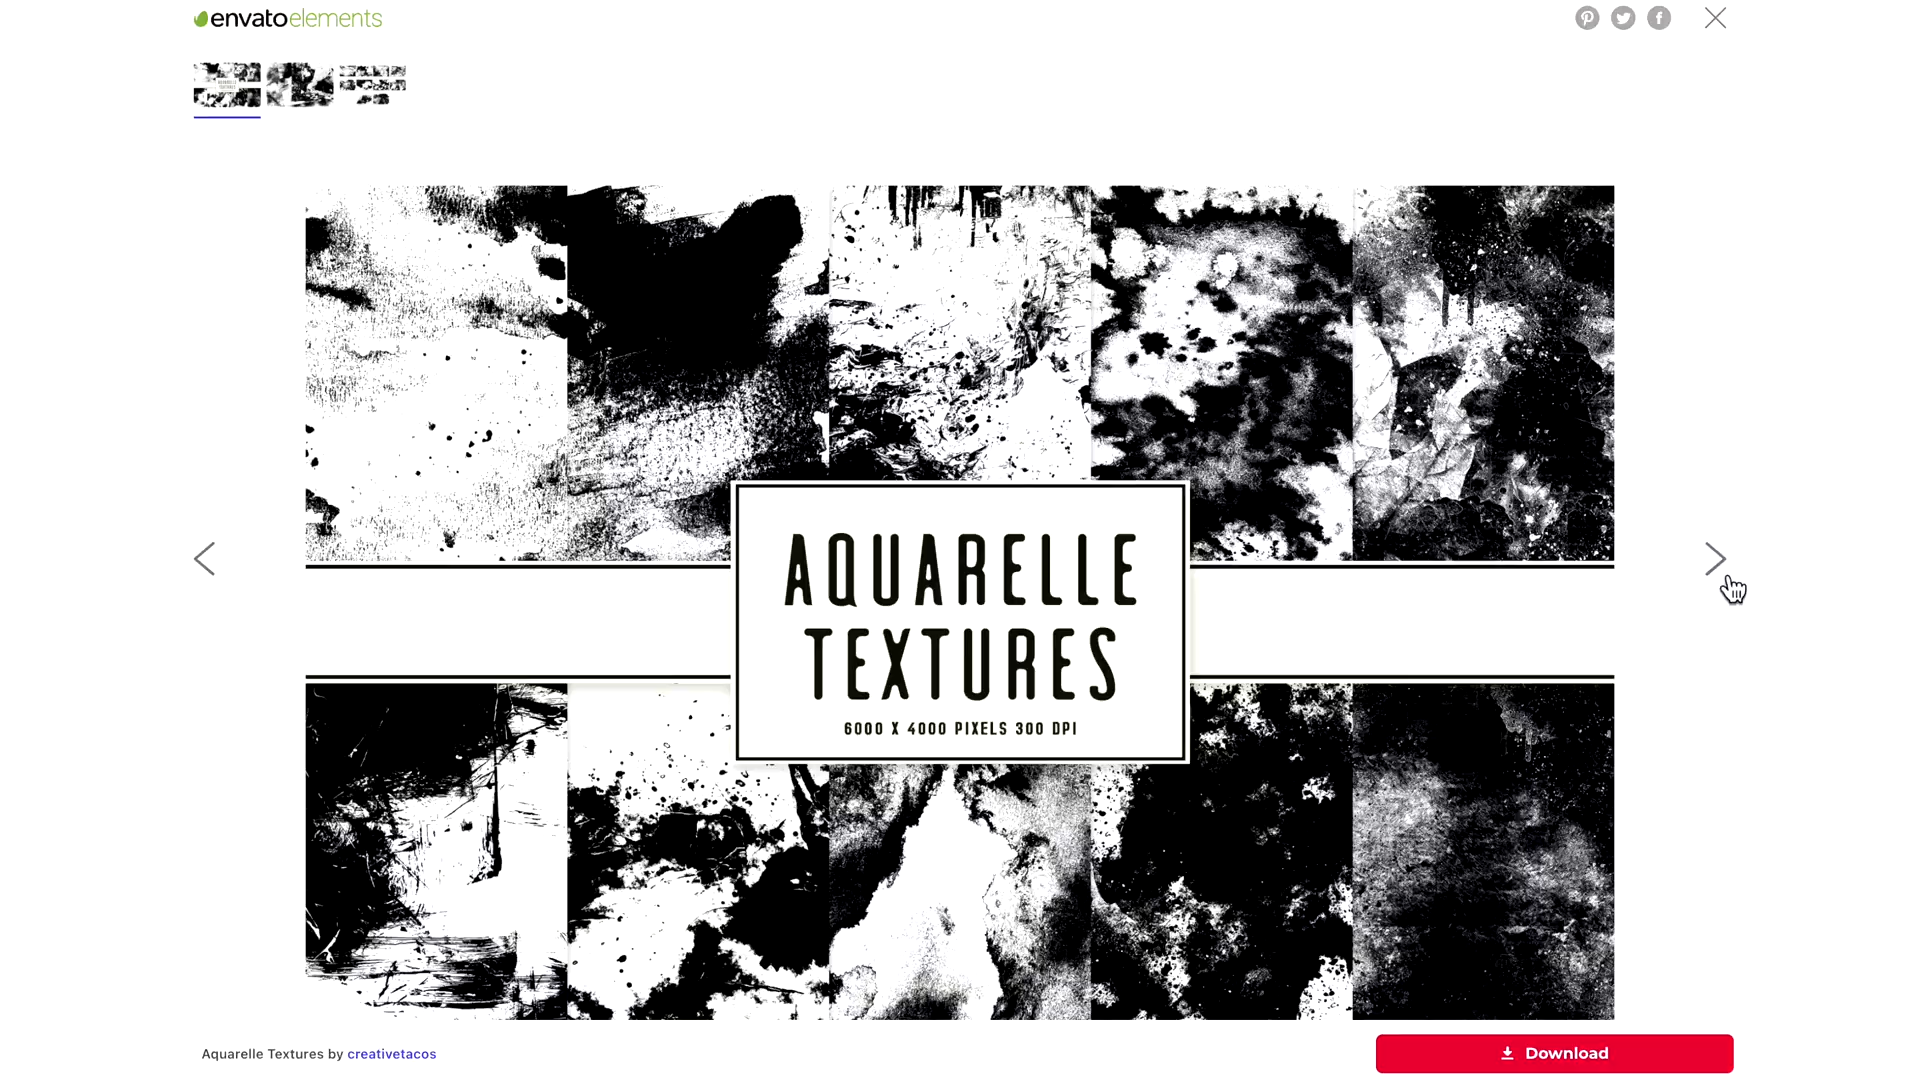 envatoelements
AQUARELLE
TEXTURES
6000 X 4000 PIXELS 300 DPI
Aquarelle Textures by creativetacos
Download